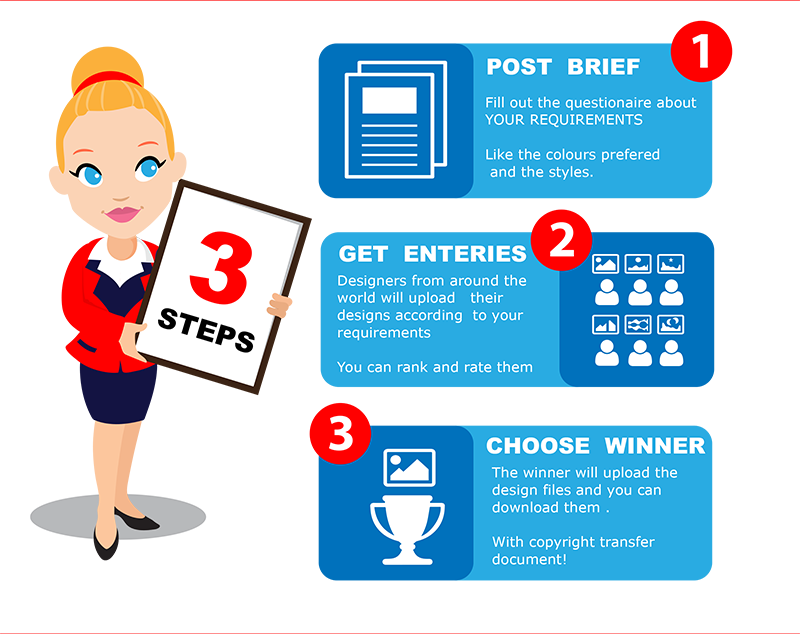 3
STEPS
1
POST BRIEF
Fill out the questionaire about
YOUR REQUIREMENTS
Like the colours prefered
and the styles.
2
GET ENTERIES
Designers from around the
world will upload their
designs according to your
requirements
You can rank and rate them
3
CHOOSE WINNER
The winner will upload the
design files and you can
download them .
With copyright transfer
document!